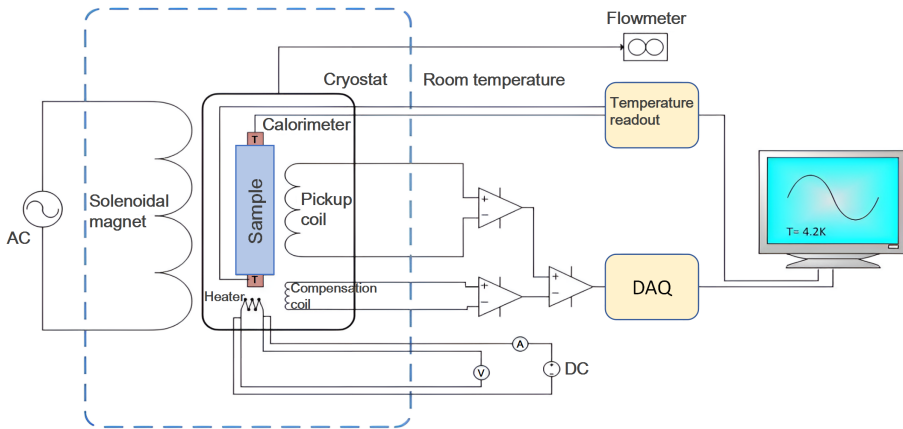 Flowmeter
Cryostat
Room temperature
Temperature
readout
Calorimeter
T
Solenoidal
magnet
Sample
Pickup
coil
+
−
AC
T= 4.2K
T
Heater
Compensation
coil
+
−
+
−
DAQ
A
V
+
−
DC